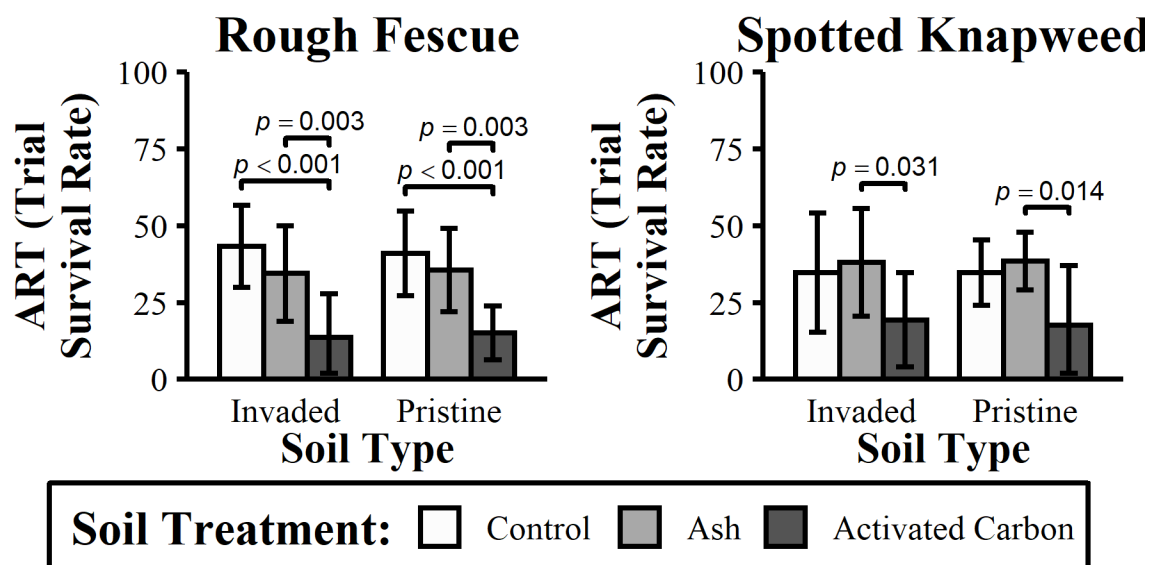 Rough Fescue
ART (Trial
Survival Rate)
100
75
50
25
0
p = 0.003
p < 0.001
p = 0.003
p < 0.001
Invaded
Pristine
Soil Type
Spotted Knapweed
ART (Trial
Survival Rate)
100
75
50
25
0
p = 0.031
p = 0.014
Invaded
Pristine
Soil Type
Soil Treatment: Control Ash Activated Carbon